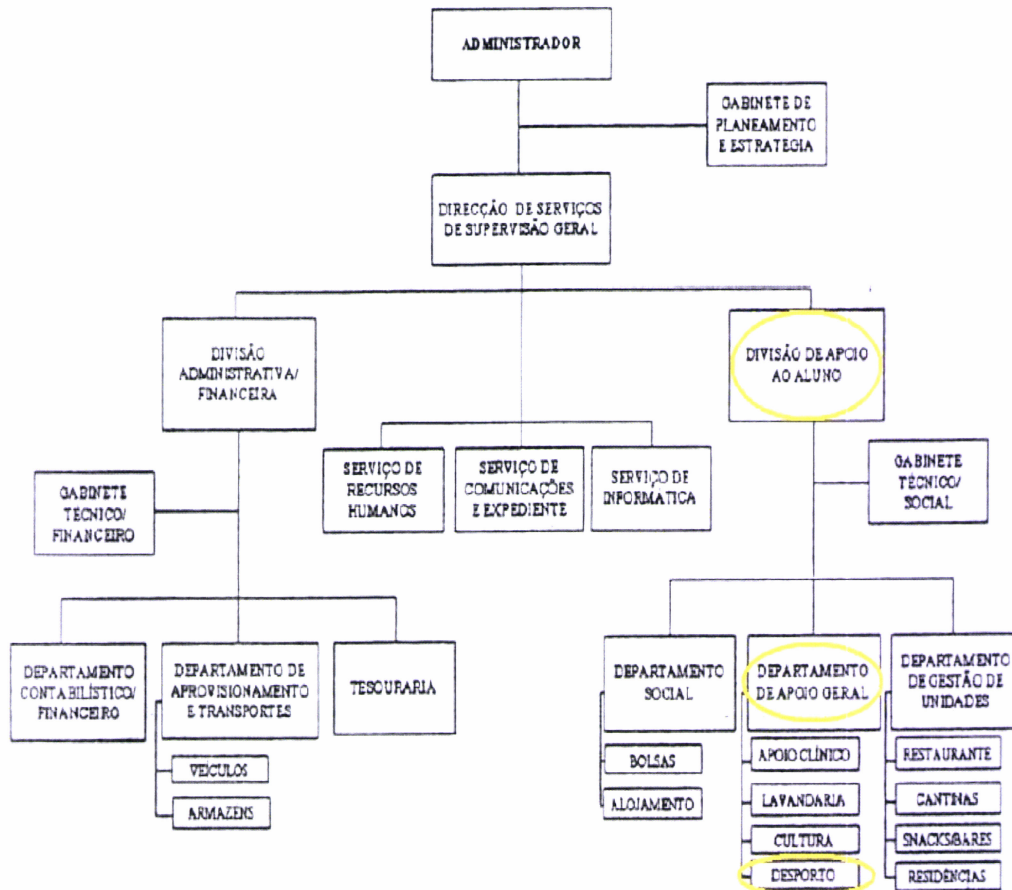 ADMINISTRADOR
GABINETE DE
PLANEAMENTO
E ESTRATEGIA
DIRECÇÃO DE SERVIÇOS
DE SUPERVISÃO GERAL
DIVISÃO
ADMINISTRATIVA/
FINANCEIRA
DIVISÃO DE APOIO
AO ALUNO
SERVIÇO DE
RECURSOS
HUMANOS
SERVIÇO DE
COMUNICAÇÕES
E EXPEDIENTE
SERVIÇO DE
INFORMÁTICA
GABINETE
TÉCNICO/
FINANCEIRO
GABINETE
TÉCNICO/
SOCIAL
DEPARTAMENTO
CONTABILÍSTICO/
FINANCEIRO
DEPARTAMENTO DE
APROVISIONAMENTO
E TRANSPORTES
TESOURARIA
DEPARTAMENTO
SOCIAL
DEPARTAMENTO
DE APOIO GERAL
DEPARTAMENTO
DE GESTÃO DE
UNIDADES
VEÍCULOS
ARMAZENS
BOLSAS
ALOJAMENTO
APOIO CLÍNICO
LAVANDARIA
CULTURA
DESPORTO
RESTAURANTE
CANTINAS
SNACKS/BARES
RESIDÊNCIAS